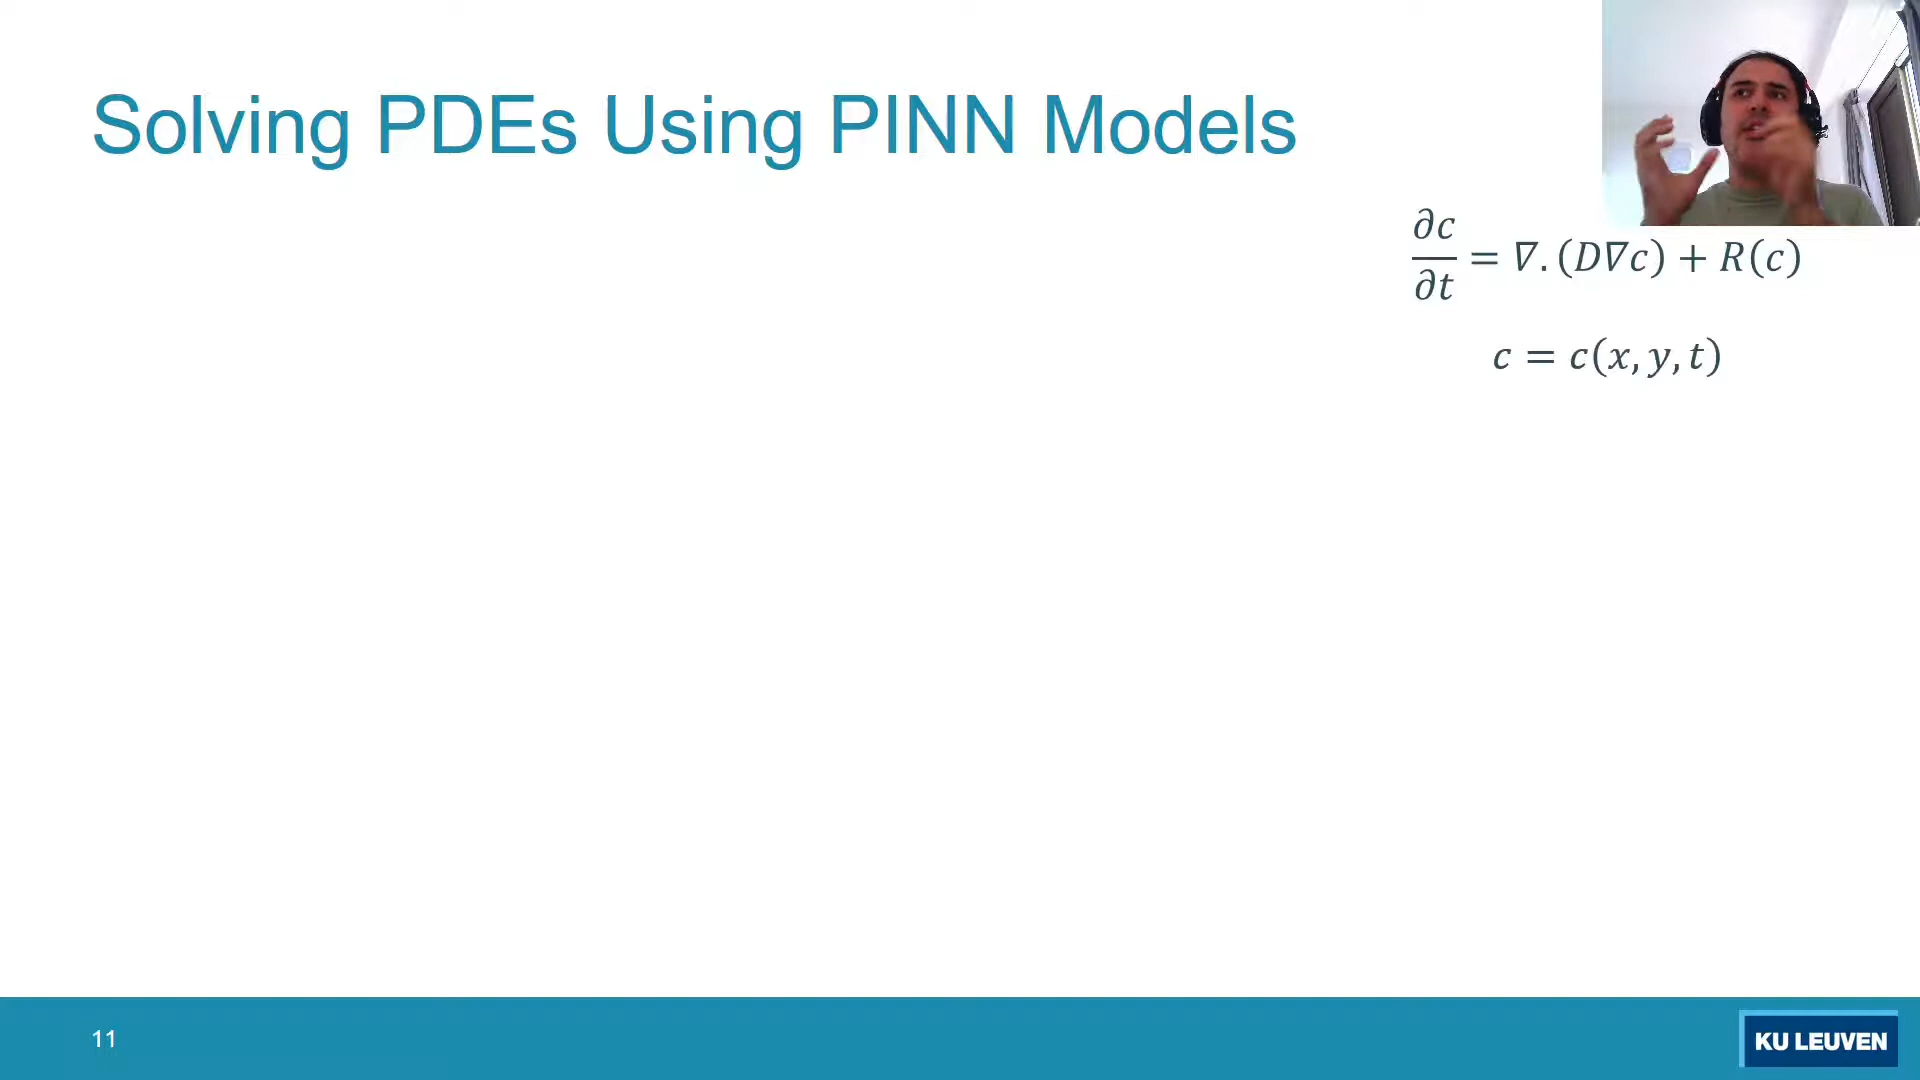 Solving PDEs Using PINN Models
∂c/∂t = ∇.(D∇c) + R(c)
c = c(x, y, t)
11
KU LEUVEN